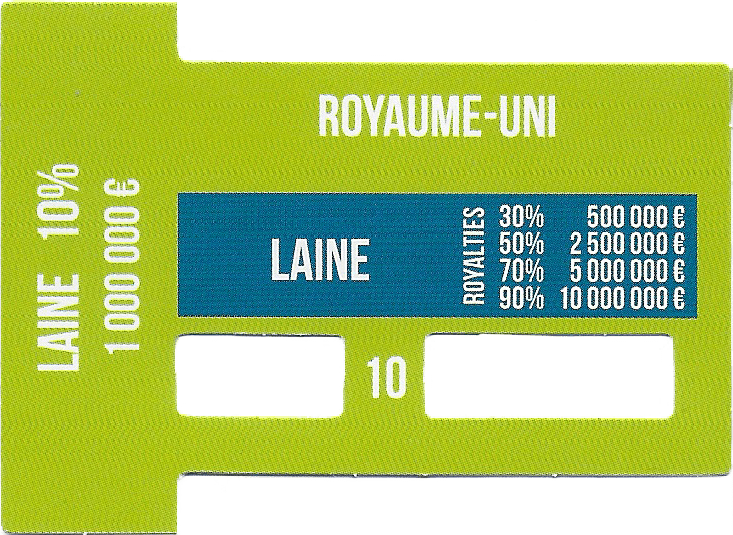 ROYAUME-UNI
LAINE 10%
1 000 000 €
LAINE
ROYALTIES
30% 500 000 €
50% 2 500 000 €
70% 5 000 000 €
90% 10 000 000 €
10